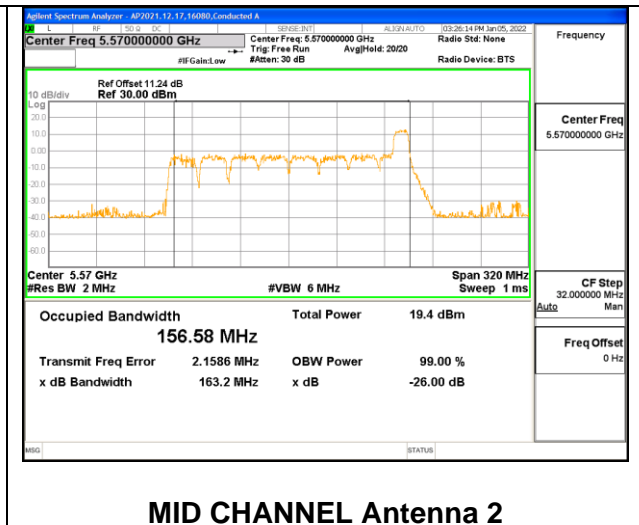 Agilent Spectrum Analyzer - AP2021.12.17,16080,Conducted A
L RF 50 Ω DC SENSE:INT ALIGN AUTO 03:26:14 PM Jan 05, 2022
Center Freq 5.570000000 GHz
Center Freq: 5.570000000 GHz
Radio Std: None
Trig: Free Run Avg|Hold: 20/20
#IFGain:Low
#Atten: 30 dB
Radio Device: BTS
Frequency
Ref Offset 11.24 dB
10 dB/div Ref 30.00 dBm
Log
20.0
10.0
0.00
-10.0
-20.0
-30.0
-40.0
-50.0
-60.0
Center Freq
5.570000000 GHz
Center 5.57 GHz
Span 320 MHz
#Res BW 2 MHz
#VBW 6 MHz
Sweep 1 ms
CF Step
32.000000 MHz
Auto Man
Occupied Bandwidth
Total Power 19.4 dBm
156.58 MHz
Transmit Freq Error 2.1586 MHz
OBW Power 99.00 %
x dB Bandwidth 163.2 MHz
x dB -26.00 dB
Freq Offset
0 Hz
MSG
STATUS
MID CHANNEL Antenna 2